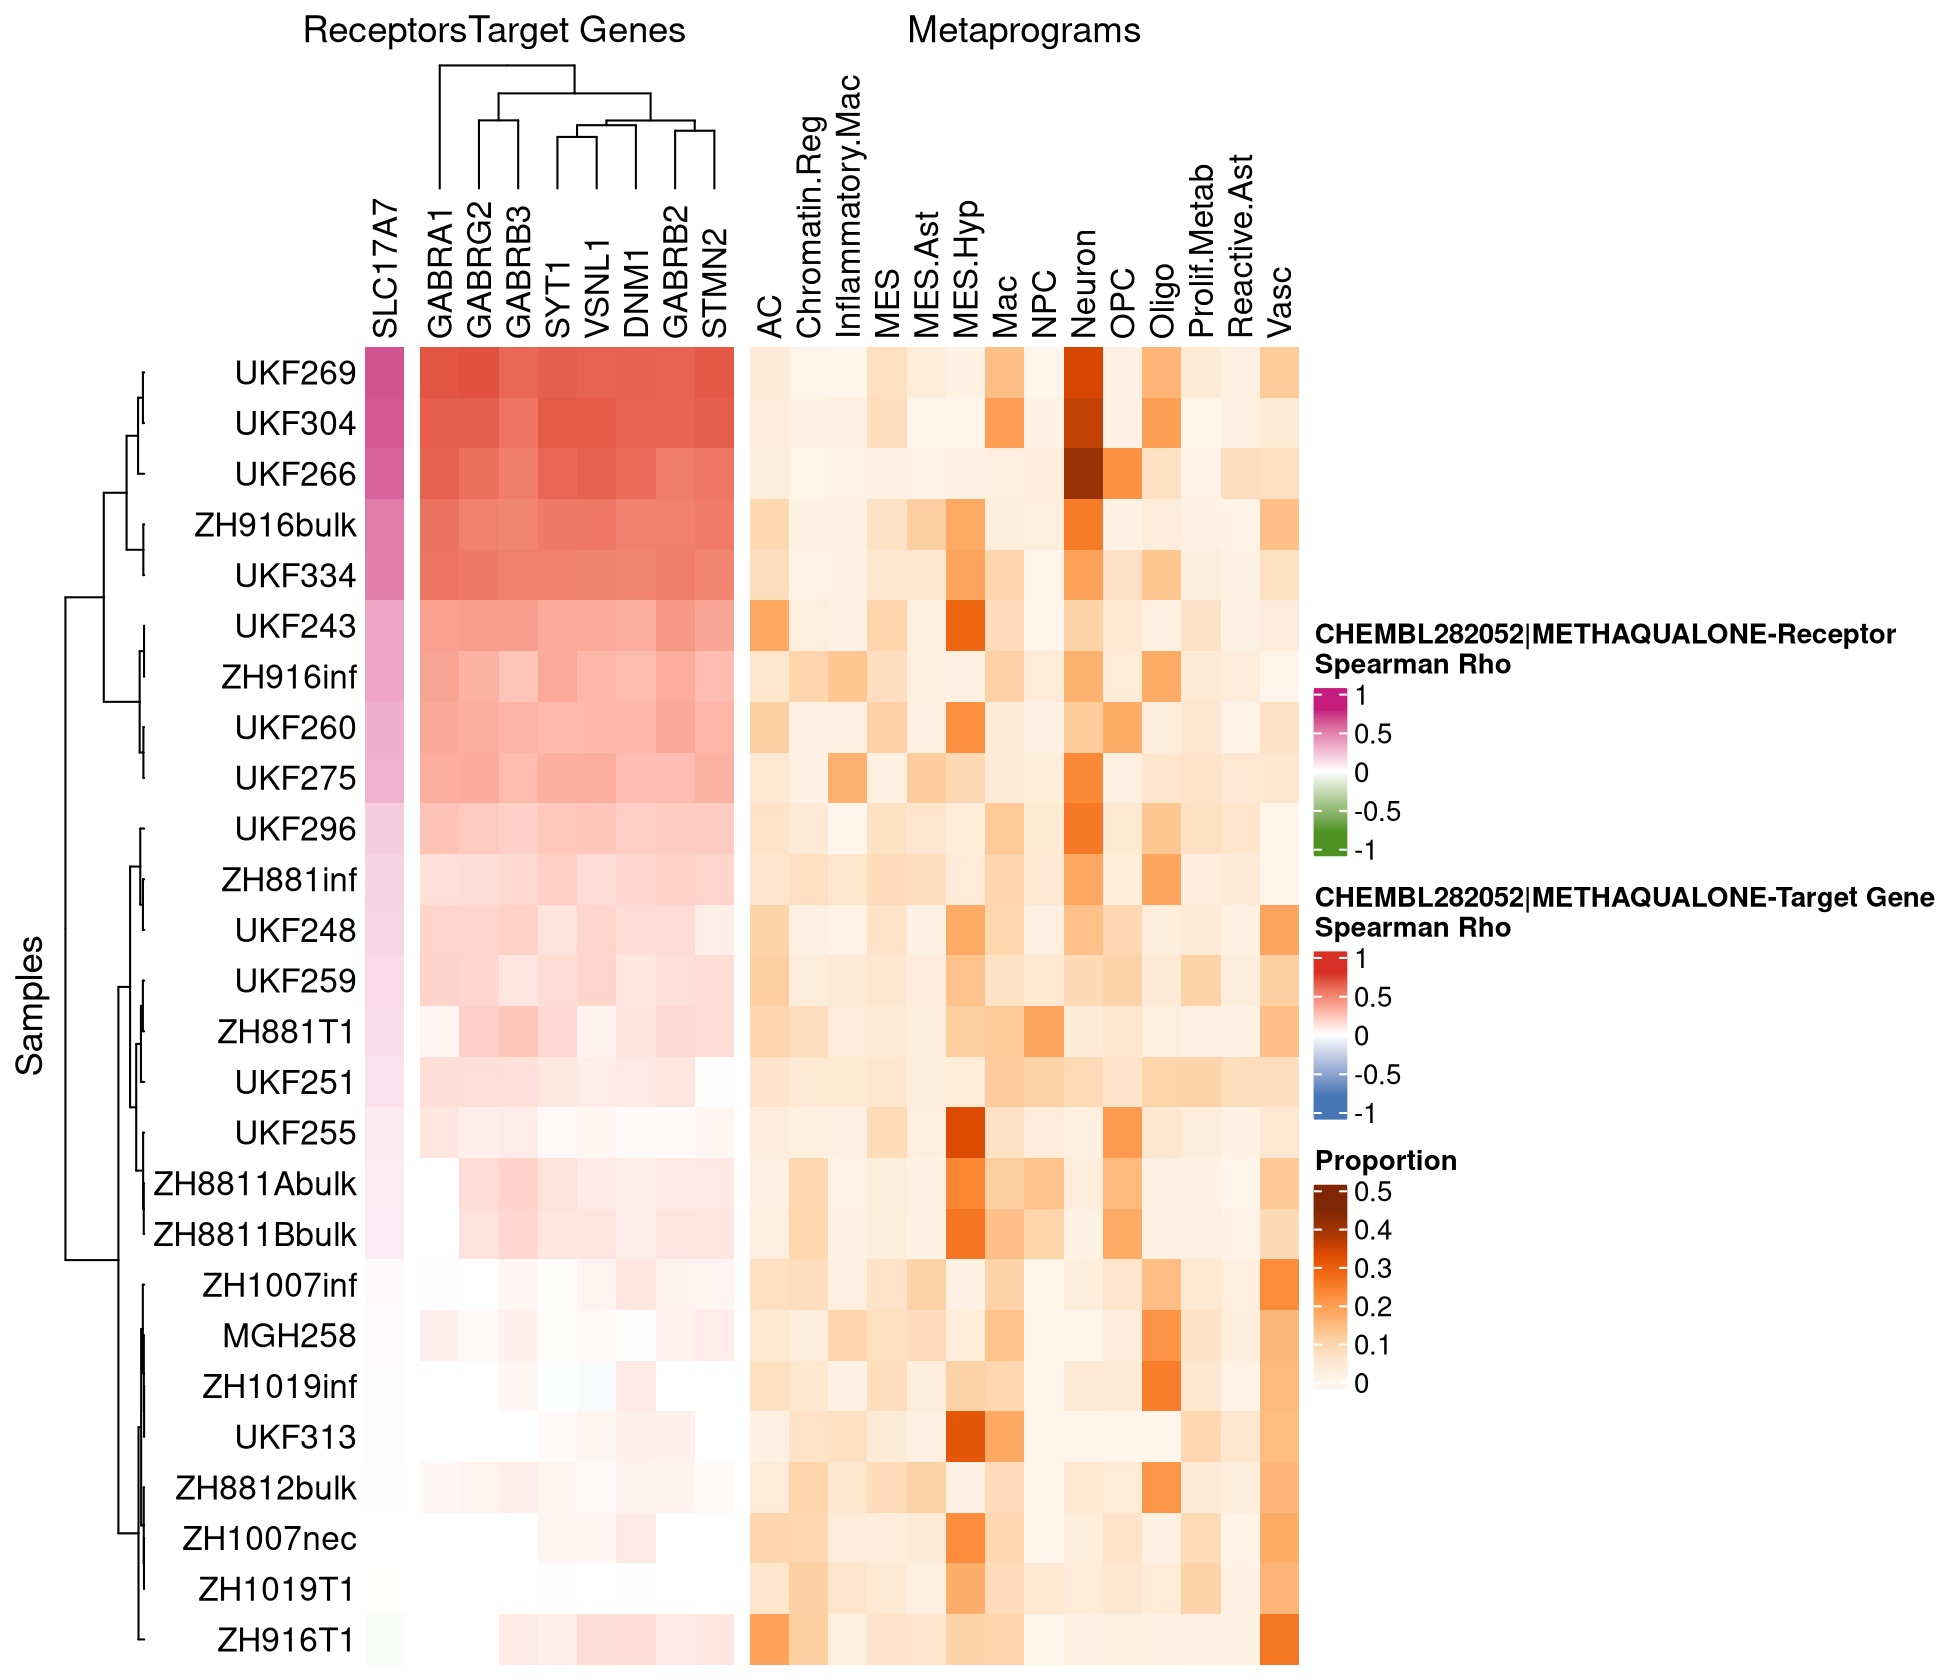 ReceptorsTarget Genes
Metaprograms
SLC17A7
GABRA1
GABRG2
GABRB3
SYT1
VSNL1
DNM1
GABRB2
STMN2
AC
Chromatin.Reg
Inflammatory.Mac
MES
MES.Ast
MES.Hyp
Mac
NPC
Neuron
OPC
Oligo
Prolif.Metab
Reactive.Ast
Vasc
Samples
UKF269
UKF304
UKF266
ZH916bulk
UKF334
UKF243
ZH916inf
UKF260
UKF275
UKF296
ZH881inf
UKF248
UKF259
ZH881T1
UKF251
UKF255
ZH8811Abulk
ZH8811Bbulk
ZH1007inf
MGH258
ZH1019inf
UKF313
ZH8812bulk
ZH1007nec
ZH1019T1
ZH916T1
CHEMBL282052|METHAQUALONE-Receptor
Spearman Rho
1
0.5
0
-0.5
-1
CHEMBL282052|METHAQUALONE-Target Gene
Spearman Rho
1
0.5
0
-0.5
-1
Proportion
0.5
0.4
0.3
0.2
0.1
0